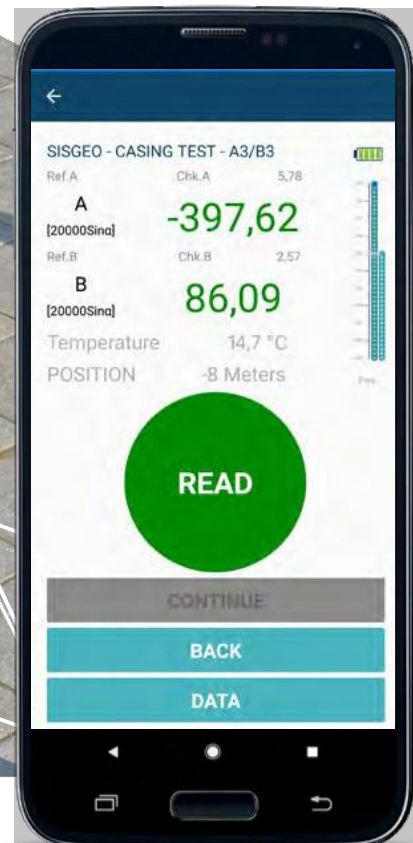 SISGEO - CASING TEST - A3/B3
Ref.A Chk.A 5,78
A
[20000Sinα]
-397,62
Ref.B Chk.B 2,57
B
[20000Sinα]
86,09
Temperature 14,7 °C
POSITION -8 Meters
Pos.
READ
CONTINUE
BACK
DATA